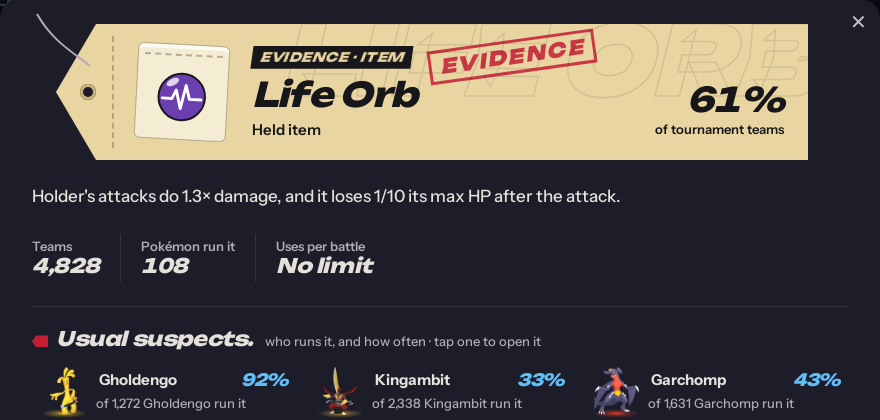 EVIDENCE · ITEM
EVIDENCE
LIFE ORB
Life Orb
Held item
61%
of tournament teams
Holder's attacks do 1.3× damage, and it loses 1/10 its max HP after the attack.
Teams
4,828
Pokémon run it
108
Uses per battle
No limit
Usual suspects. who runs it, and how often · tap one to open it
Gholdengo 92%
of 1,272 Gholdengo run it
Kingambit 33%
of 2,338 Kingambit run it
Garchomp 43%
of 1,631 Garchomp run it